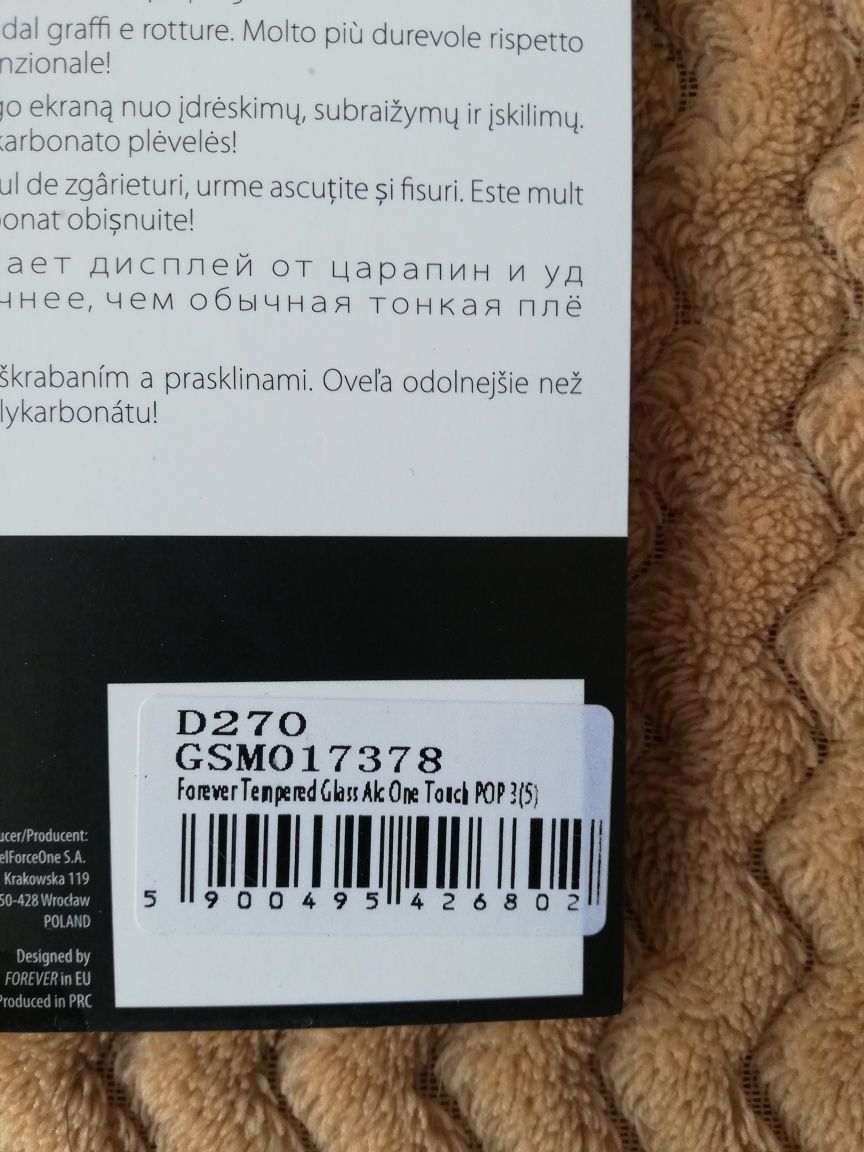 dal graffi e rotture. Molto più durevole rispetto
nzionale!
go ekraną nuo įdrėskimų, subraižymų ir įskilimų.
karbonato plėvelės!
ul de zgârieturi, urme ascuțite și fisuri. Este mult
onat obișnuite!
ает дисплей от царапин и уд
чнее, чем обычная тонкая плё
škrabaním a prasklinami. Oveľa odolnejšie než
lykarbonátu!
D270
GSM017378
Forever Tempered Glass Alc One Touch POP 3(5)
5 900495 426802
ucer/Producent:
elForceOne S.A.
Krakowska 119
50-428 Wrocław
POLAND
Designed by
FOREVER in EU
Produced in PRC